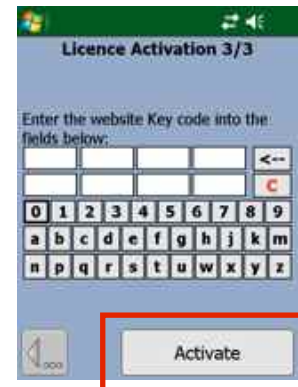 Licence Activation 3/3
Enter the website Key code into the
fields below:
<--
C
0 1 2 3 4 5 6 7 8 9
a b c d e f g h j k m
n p q r s t u w x y z
Activate